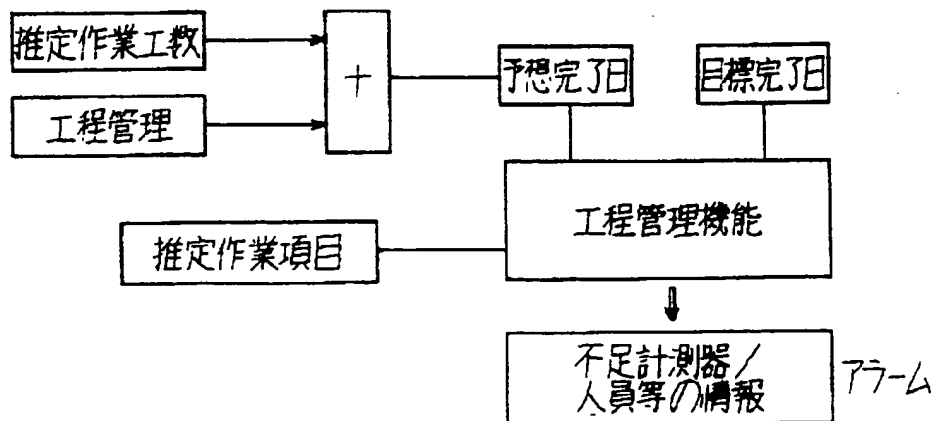 推定作業工数
工程管理
+
予想完了日
目標完了日
工程管理機能
推定作業項目
不足計測器/
人員等の情報
アラーム